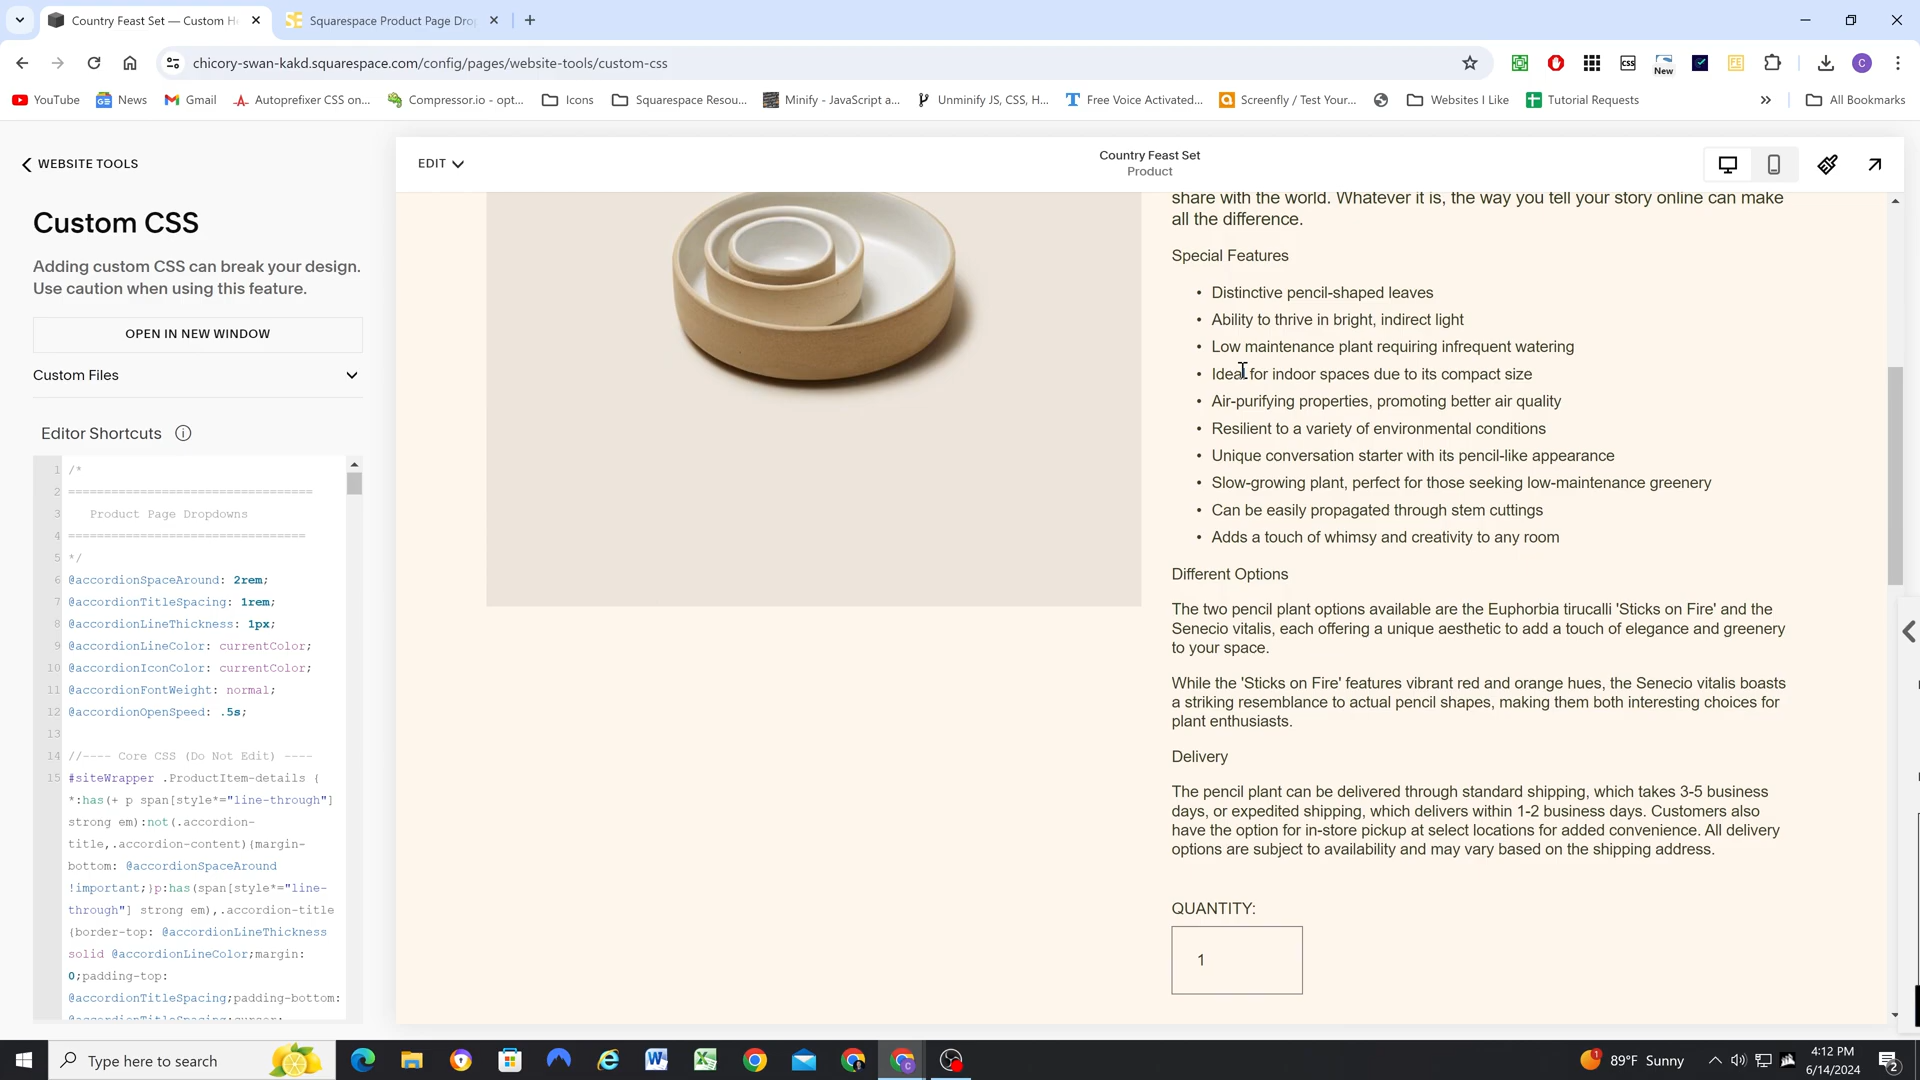 Country Feast Set — Custom H
Squarespace Product Page Dro
chicory-swan-kakd.squarespace.com/config/pages/website-tools/custom-css
css
New
FE
C
YouTube
News
Gmail
Autoprefixer CSS on...
Compressor.io - opt...
Icons
Squarespace Resou...
Minify - JavaScript a...
Unminify JS, CSS, H...
Free Voice Activated...
Screenfly / Test Your...
Websites I Like
Tutorial Requests
All Bookmarks
WEBSITE TOOLS
Custom CSS
Adding custom CSS can break your design.
Use caution when using this feature.
OPEN IN NEW WINDOW
Custom Files
Editor Shortcuts
1 /*
2 ==================================
3 Product Page Dropdowns
4 =================================
5 */
6 @accordionSpaceAround: 2rem;
7 @accordionTitleSpacing: 1rem;
8 @accordionLineThickness: 1px;
9 @accordionLineColor: currentColor;
10 @accordionIconColor: currentColor;
11 @accordionFontWeight: normal;
12 @accordionOpenSpeed: .5s;
13
14 //---- Core CSS (Do Not Edit) ----
15 #siteWrapper .ProductItem-details {
*:has(+ p span[style*="line-through"]
strong em):not(.accordion-
title,.accordion-content){margin-
bottom: @accordionSpaceAround
!important;}p:has(span[style*="line-
through"] strong em),.accordion-title
{border-top: @accordionLineThickness
solid @accordionLineColor;margin:
0;padding-top:
@accordionTitleSpacing;padding-bottom:
@accordionTitleSpacing;cursor:
EDIT
Country Feast Set
Product
share with the world. Whatever it is, the way you tell your story online can make
all the difference.
Special Features
• Distinctive pencil-shaped leaves
• Ability to thrive in bright, indirect light
• Low maintenance plant requiring infrequent watering
• Ideal for indoor spaces due to its compact size
• Air-purifying properties, promoting better air quality
• Resilient to a variety of environmental conditions
• Unique conversation starter with its pencil-like appearance
• Slow-growing plant, perfect for those seeking low-maintenance greenery
• Can be easily propagated through stem cuttings
• Adds a touch of whimsy and creativity to any room
Different Options
The two pencil plant options available are the Euphorbia tirucalli 'Sticks on Fire' and the
Senecio vitalis, each offering a unique aesthetic to add a touch of elegance and greenery
to your space.
While the 'Sticks on Fire' features vibrant red and orange hues, the Senecio vitalis boasts
a striking resemblance to actual pencil shapes, making them both interesting choices for
plant enthusiasts.
Delivery
The pencil plant can be delivered through standard shipping, which takes 3-5 business
days, or expedited shipping, which delivers within 1-2 business days. Customers also
have the option for in-store pickup at select locations for added convenience. All delivery
options are subject to availability and may vary based on the shipping address.
QUANTITY:
1
Type here to search
89°F Sunny
4:12 PM
6/14/2024
2